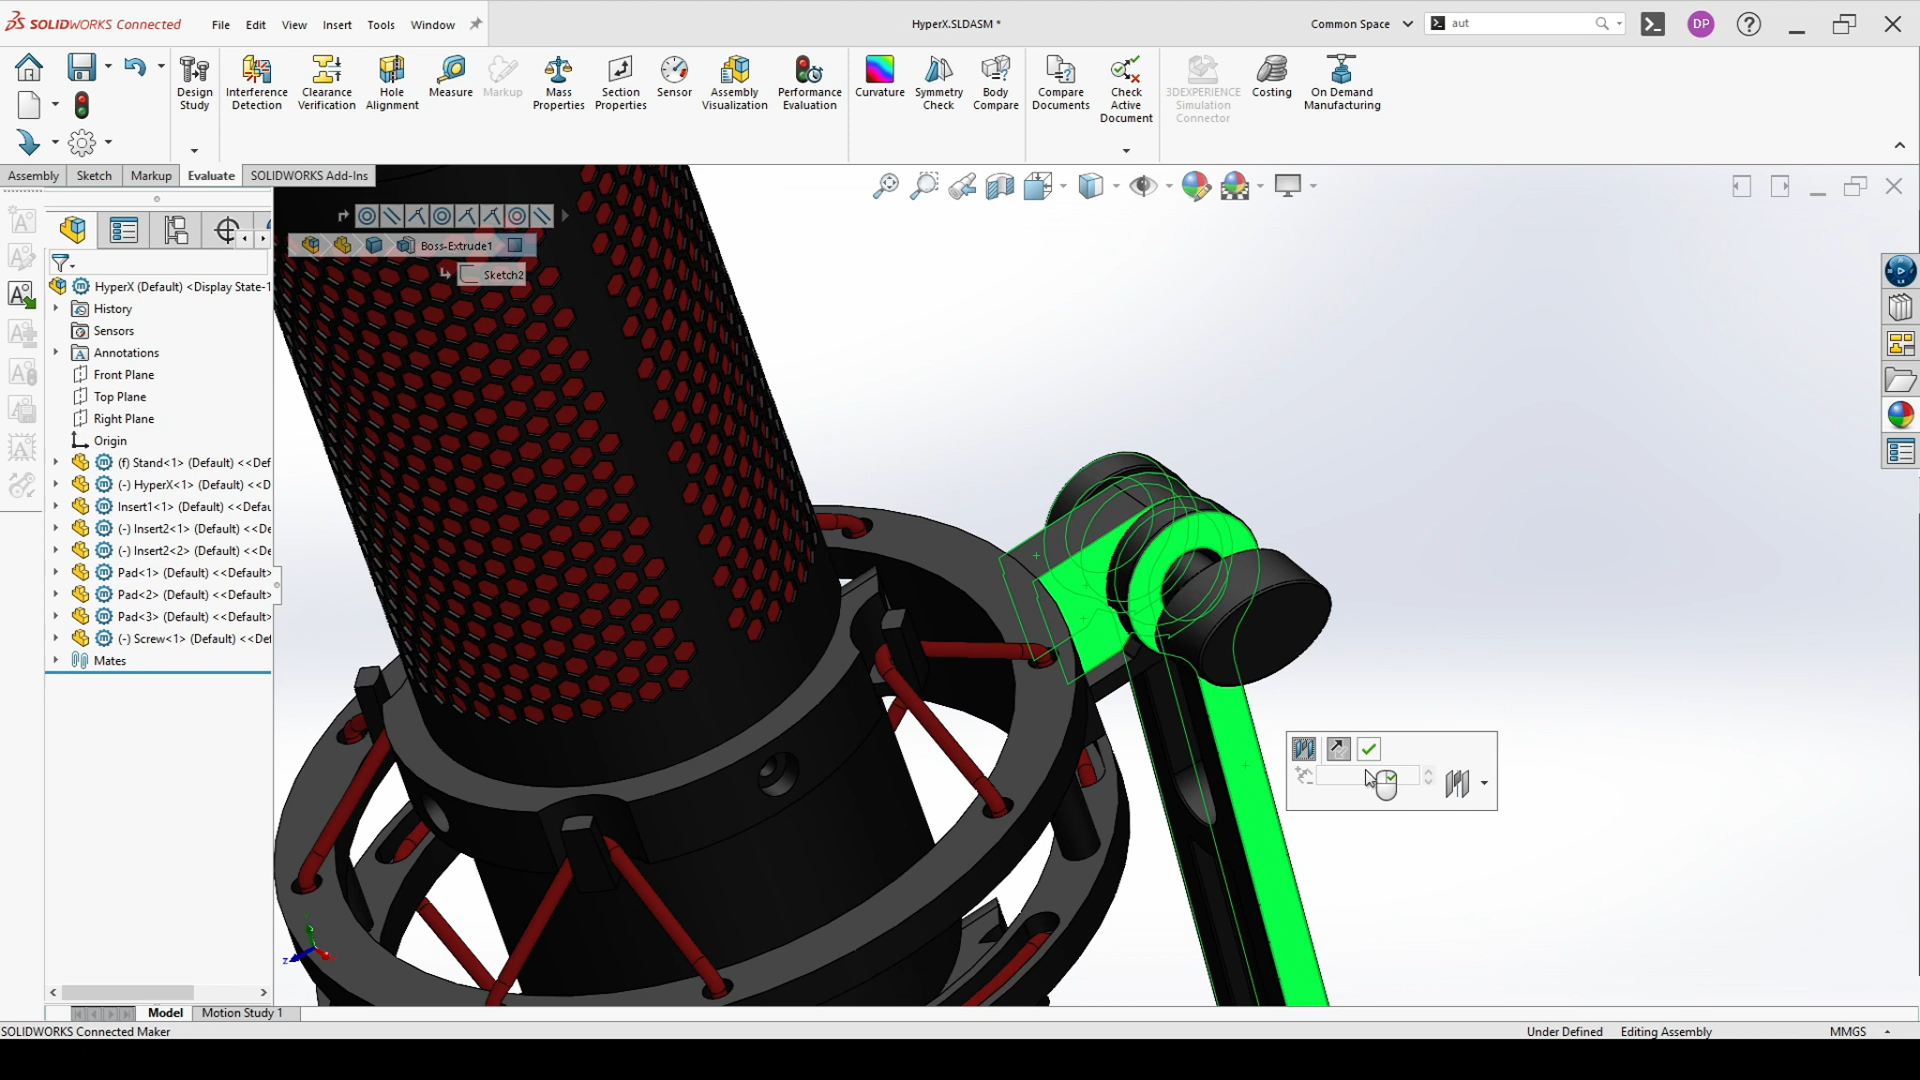 SOLIDWORKS Connected
File
Edit
View
Insert
Tools
Window
HyperX.SLDASM *
Common Space
aut
DP
Design
Study
Interference
Detection
Clearance
Verification
Hole
Alignment
Measure
Markup
Mass
Properties
Section
Properties
Sensor
Assembly
Visualization
Performance
Evaluation
Curvature
Symmetry
Check
Body
Compare
Compare
Documents
Check
Active
Document
3DEXPERIENCE
Simulation
Connector
Costing
On Demand
Manufacturing
Assembly
Sketch
Markup
Evaluate
SOLIDWORKS Add-Ins
Boss-Extrude1
Sketch2
HyperX (Default) <Display State-1
History
Sensors
Annotations
Front Plane
Top Plane
Right Plane
Origin
(f) Stand<1> (Default) <<Def
(-) HyperX<1> (Default) <<D
Insert1<1> (Default) <<Defau
(-) Insert2<1> (Default) <<De
(-) Insert2<2> (Default) <<De
Pad<1> (Default) <<Default>
Pad<2> (Default) <<Default>
Pad<3> (Default) <<Default>
(-) Screw<1> (Default) <<Def
Mates
Z
Model
Motion Study 1
SOLIDWORKS Connected Maker
Under Defined
Editing Assembly
MMGS